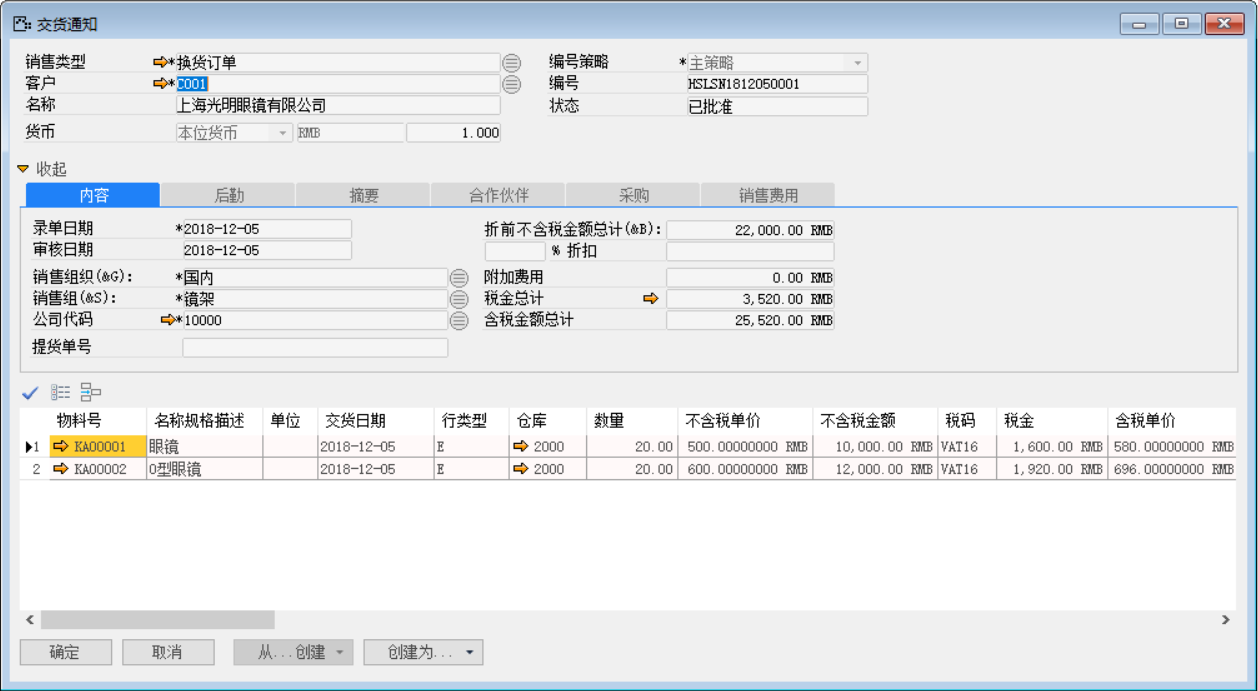 交货通知
销售类型 *换货订单 编号策略 *主策略
客户 *C001 编号 HSLSN1812050001
名称 上海光明眼镜有限公司 状态 已批准
货币 本位货币 RMB 1.000
收起
内容 后勤 摘要 合作伙伴 采购 销售费用
录单日期 *2018-12-05 折前不含税金额总计(&B): 22,000.00 RMB
审核日期 2018-12-05 % 折扣
销售组织(&G): *国内 附加费用 0.00 RMB
销售组(&S): *镜架 税金总计 3,520.00 RMB
公司代码 *10000 含税金额总计 25,520.00 RMB
提货单号
物料号 名称规格描述 单位 交货日期 行类型 仓库 数量 不含税单价 不含税金额 税码 税金 含税单价
1 KA00001 眼镜 2018-12-05 E 2000 20.00 500.00000000 RMB 10,000.00 RMB VAT16 1,600.00 RMB 580.00000000 RMB
2 KA00002 O型眼镜 2018-12-05 E 2000 20.00 600.00000000 RMB 12,000.00 RMB VAT16 1,920.00 RMB 696.00000000 RMB
确定 取消 从...创建 创建为...